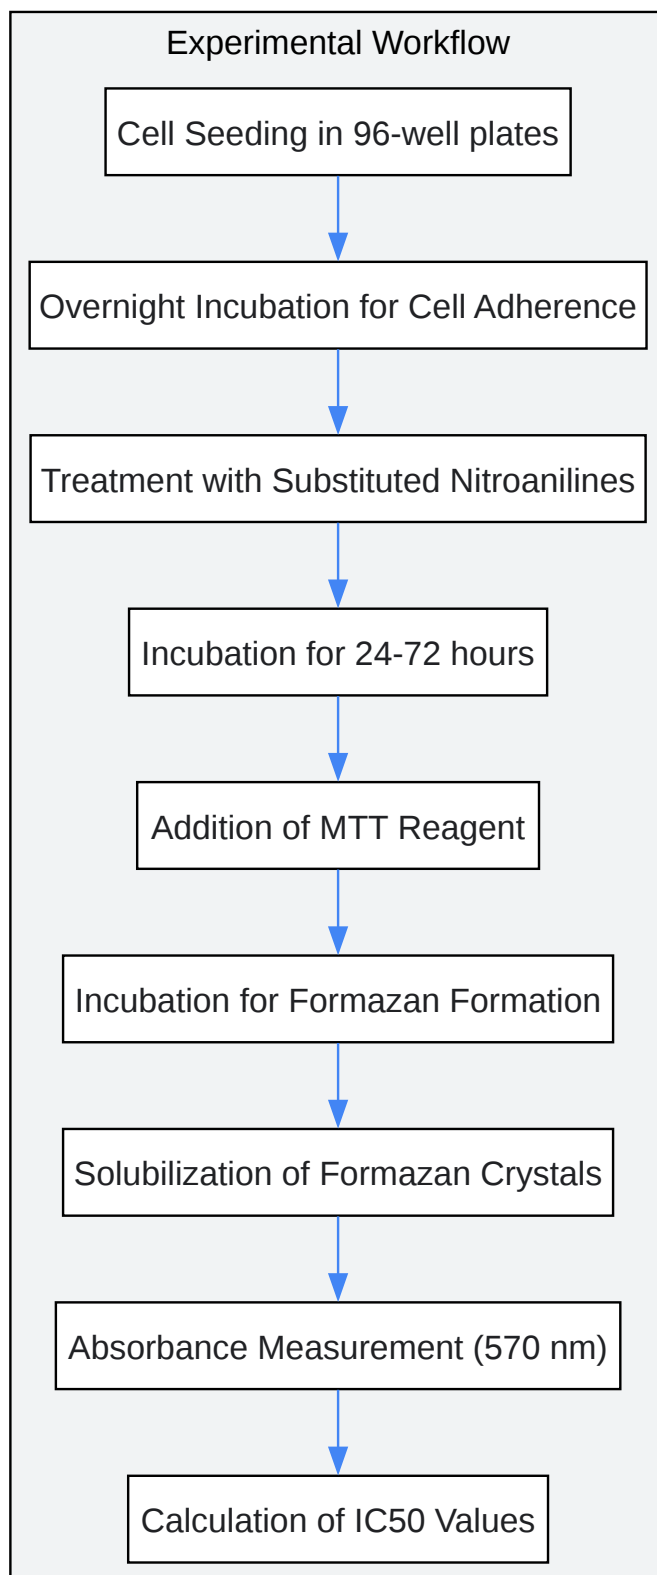 Experimental Workflow
Cell Seeding in 96-well plates
Overnight Incubation for Cell Adherence
Treatment with Substituted Nitroanilines
Incubation for 24-72 hours
Addition of MTT Reagent
Incubation for Formazan Formation
Solubilization of Formazan Crystals
Absorbance Measurement (570 nm)
Calculation of IC50 Values